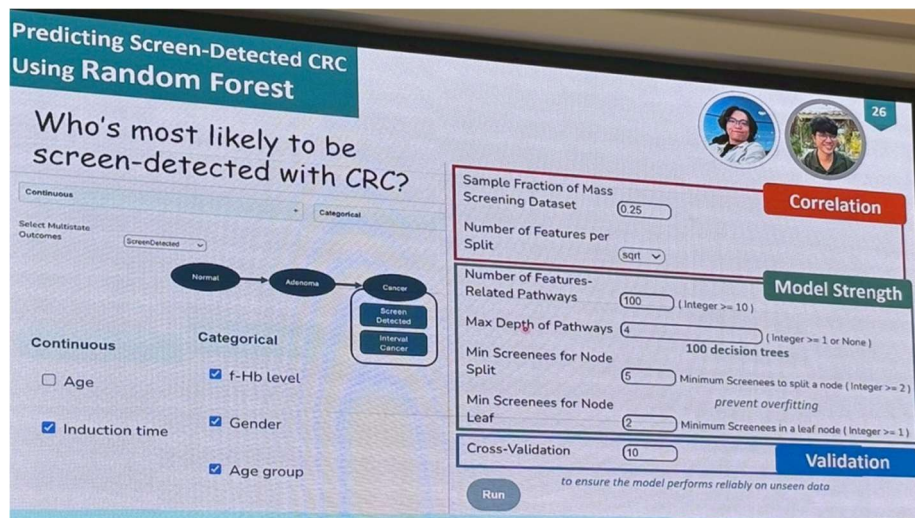 Predicting Screen-Detected CRC
Using Random Forest
26
Who's most likely to be
screen-detected with CRC?
Continuous
Categorical
Select Multistate
Outcomes
ScreenDetected
Normal
Adenoma
Cancer
Screen
Detected
Interval
Cancer
Continuous
Categorical
Age
f-Hb level
Induction time
Gender
Age group
Sample Fraction of Mass
Screening Dataset
0.25
Correlation
Number of Features per
Split
sqrt
Number of Features-
Related Pathways
100
( Integer >= 10 )
Model Strength
Max Depth of Pathways
4
( Integer >= 1 or None )
100 decision trees
Min Screenees for Node
Split
5
Minimum Screenees to split a node ( Integer >= 2 )
prevent overfitting
Min Screenees for Node
Leaf
2
Minimum Screenees in a leaf node ( Integer >= 1 )
Cross-Validation
10
Validation
to ensure the model performs reliably on unseen data
Run